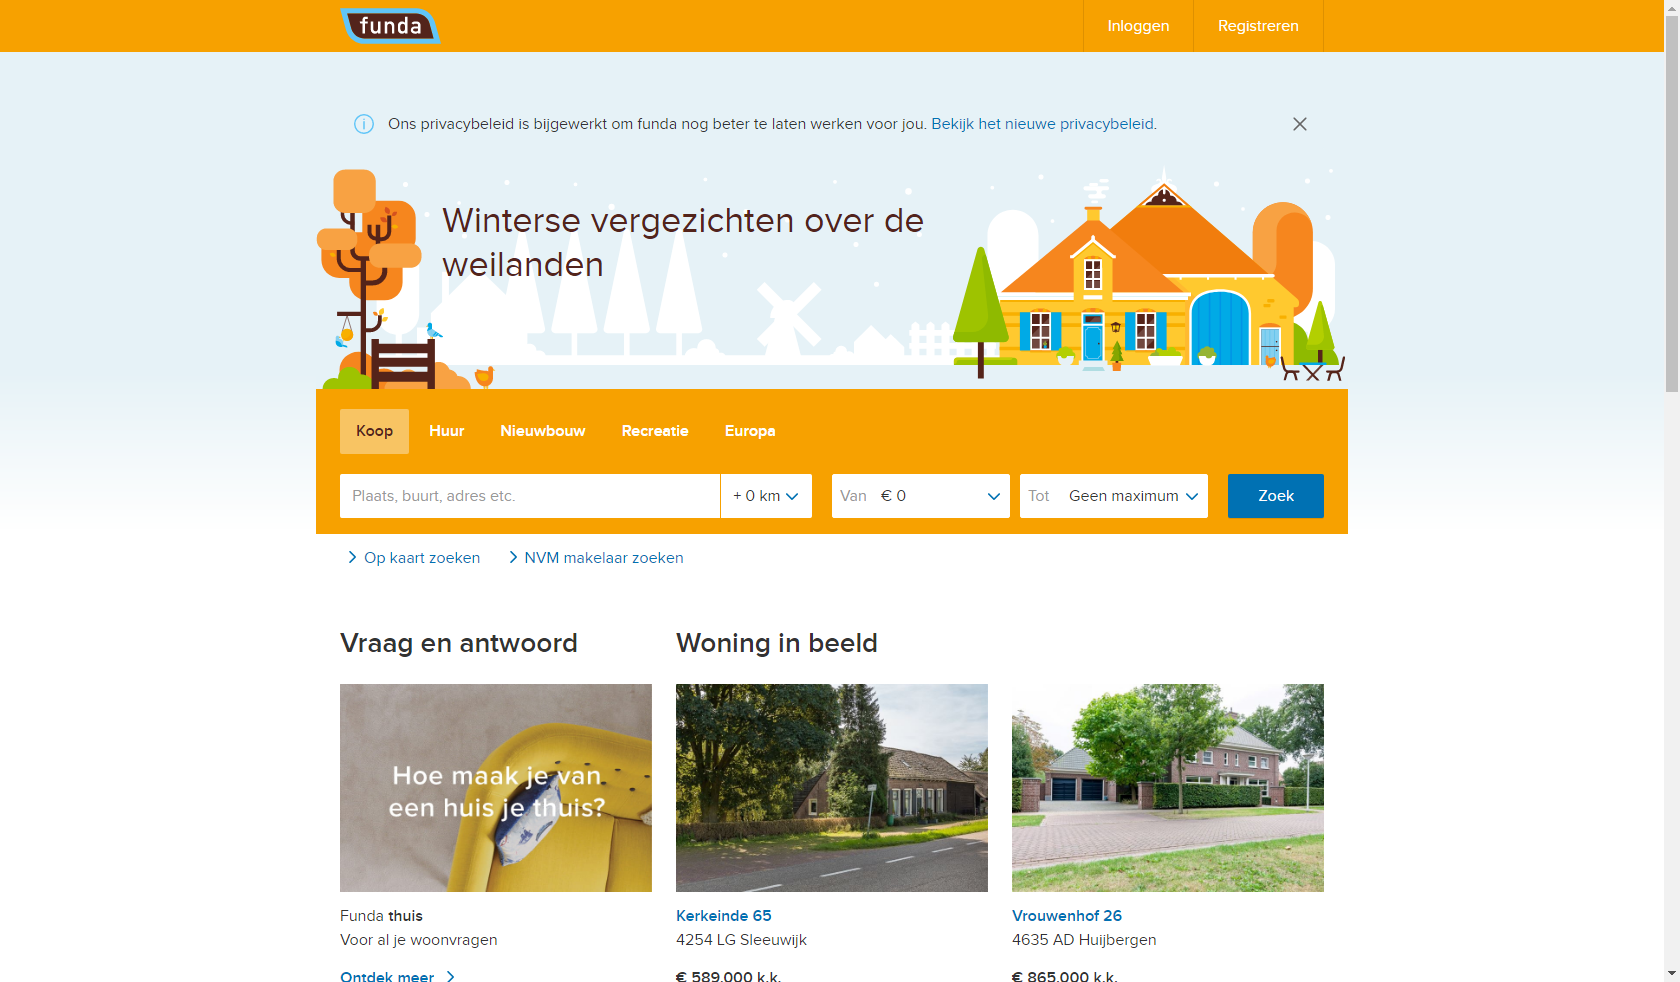 funda
Inloggen
Registreren
Ons privacybeleid is bijgewerkt om funda nog beter te laten werken voor jou. Bekijk het nieuwe privacybeleid.
Winterse vergezichten over de
weilanden
Koop
Huur
Nieuwbouw
Recreatie
Europa
Plaats, buurt, adres etc.
+ 0 km
Van € 0
Tot Geen maximum
Zoek
Op kaart zoeken
NVM makelaar zoeken
Vraag en antwoord
Hoe maak je van
een huis je thuis?
Funda thuis
Voor al je woonvragen
Ontdek meer
Woning in beeld
Kerkeinde 65
4254 LG Sleeuwijk
€ 589.000 k.k.
Vrouwenhof 26
4635 AD Huijbergen
€ 865.000 k.k.